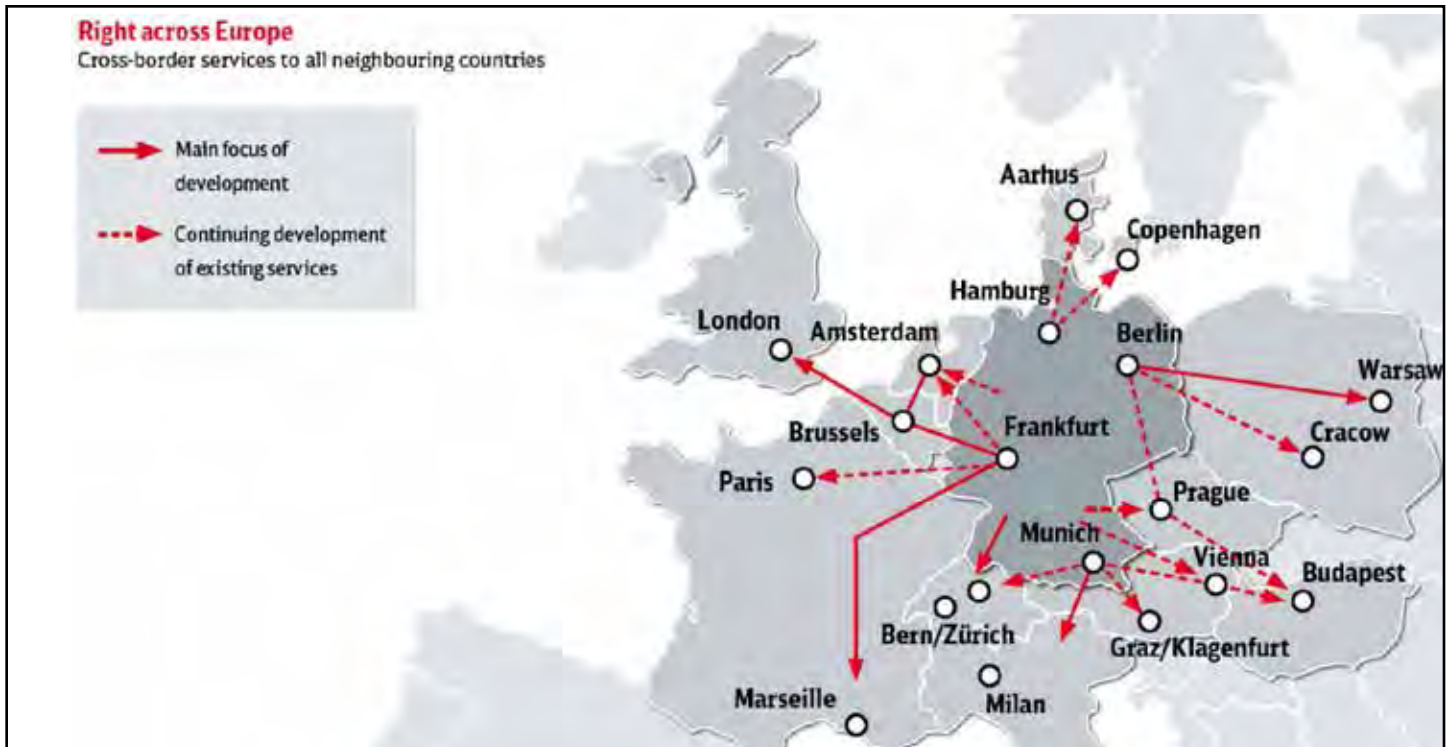 Right across Europe
Cross-border services to all neighbouring countries
Main focus of
development
Continuing development
of existing services
Aarhus
Copenhagen
Hamburg
London
Amsterdam
Berlin
Warsaw
Brussels
Frankfurt
Cracow
Paris
Prague
Munich
Vienna
Budapest
Bern/Zürich
Graz/Klagenfurt
Marseille
Milan